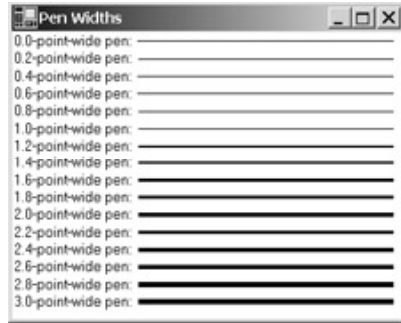 Pen Widths
0.0-point-wide pen:
0.2-point-wide pen:
0.4-point-wide pen:
0.6-point-wide pen:
0.8-point-wide pen:
1.0-point-wide pen:
1.2-point-wide pen:
1.4-point-wide pen:
1.6-point-wide pen:
1.8-point-wide pen:
2.0-point-wide pen:
2.2-point-wide pen:
2.4-point-wide pen:
2.6-point-wide pen:
2.8-point-wide pen:
3.0-point-wide pen: